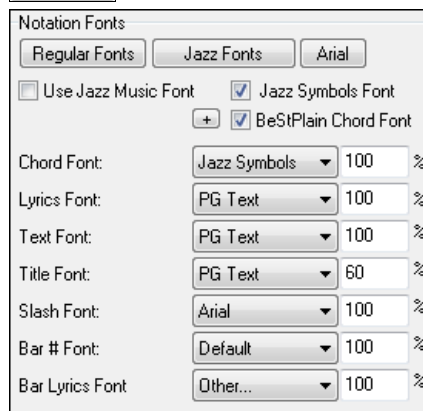 Notation Fonts
Regular Fonts Jazz Fonts Arial
Use Jazz Music Font Jazz Symbols Font
+ BeStPlain Chord Font
Chord Font: Jazz Symbols 100 %
Lyrics Font: PG Text 100 %
Text Font: PG Text 100 %
Title Font: PG Text 60 %
Slash Font: Arial 100 %
Bar # Font: Default 100 %
Bar Lyrics Font Other... 100 %